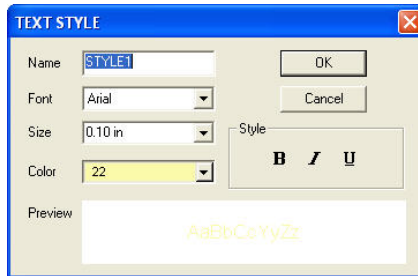 TEXT STYLE
Name STYLE1 OK
Font Arial Cancel
Size 0.10 in Style
B I U
Color 22
Preview AaBbCcYyZz